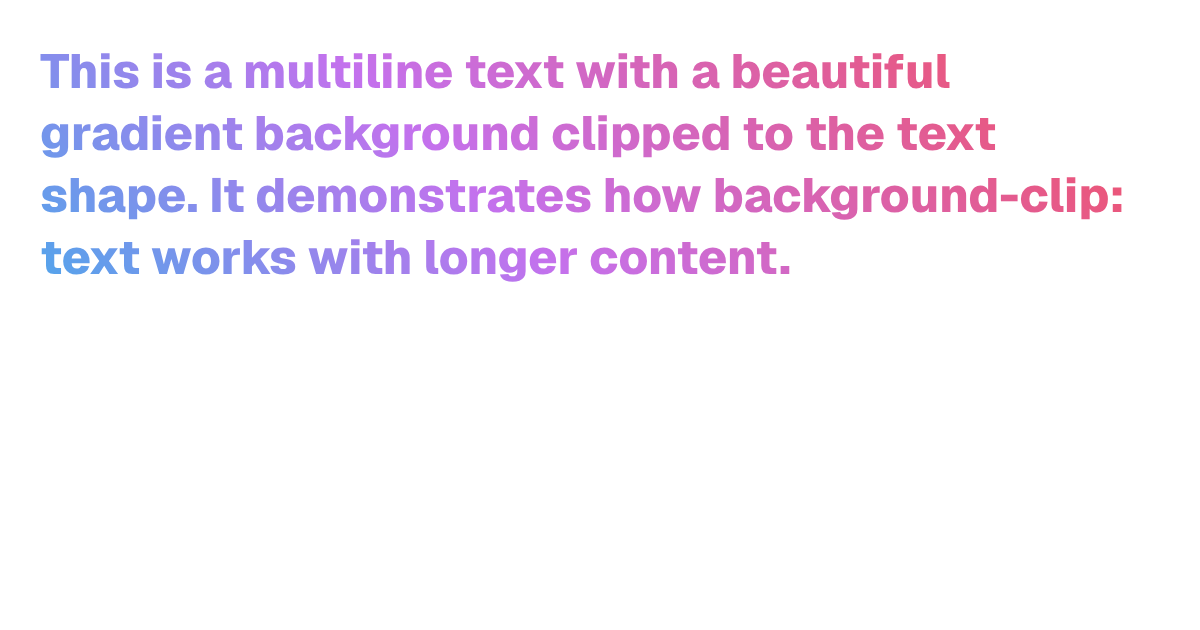 This is a multiline text with a beautiful
gradient background clipped to the text
shape. It demonstrates how background-clip:
text works with longer content.